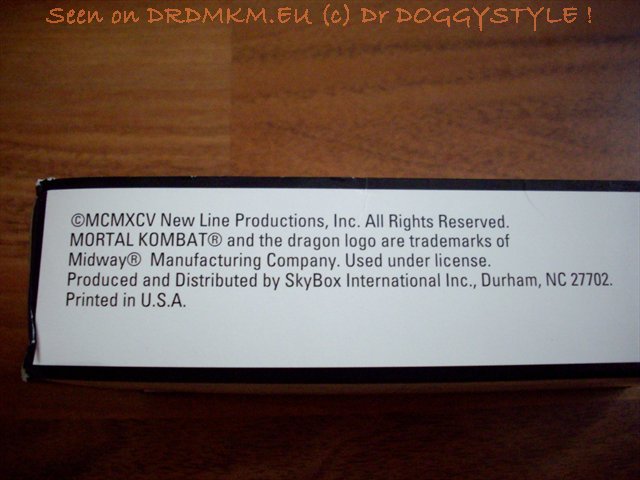 Seen on DRDMKM.EU (c) Dr DOGGYSTYLE !
©MCMXCV New Line Productions, Inc. All Rights Reserved.
MORTAL KOMBAT® and the dragon logo are trademarks of
Midway® Manufacturing Company. Used under license.
Produced and Distributed by SkyBox International Inc., Durham, NC 27702.
Printed in U.S.A.